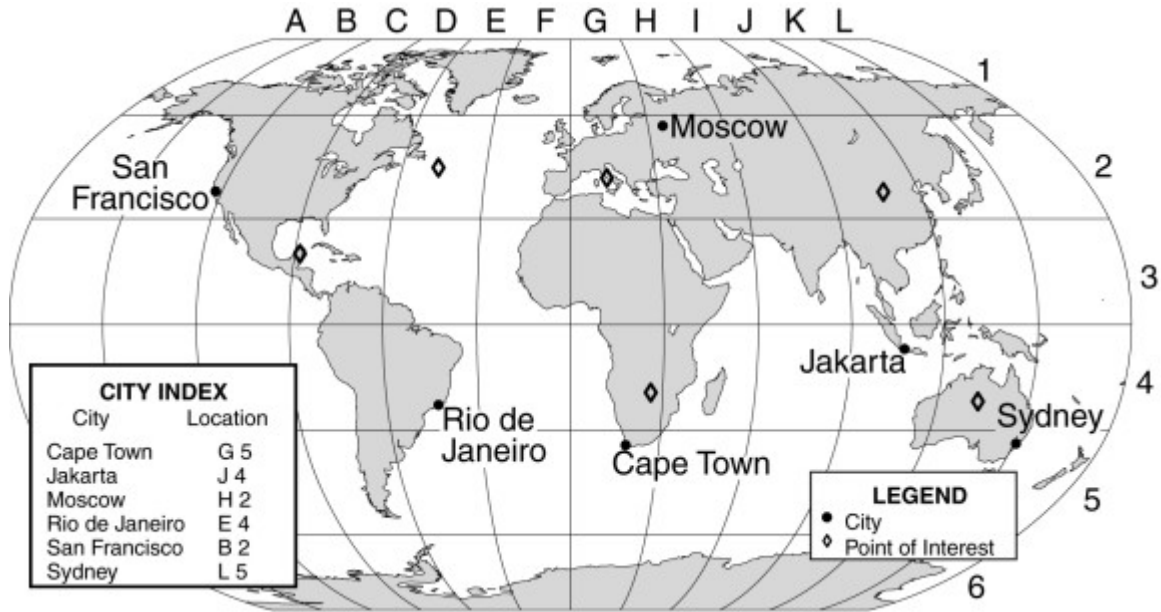 A B C D E F G H I J K L
1
Moscow
2
San
Francisco
3
Jakarta
4
CITY INDEX
City Location
Cape Town G 5
Jakarta J 4
Moscow H 2
Rio de Janeiro E 4
San Francisco B 2
Sydney L 5
Rio de
Janeiro
Sydney
Cape Town
5
LEGEND
City
Point of Interest
6